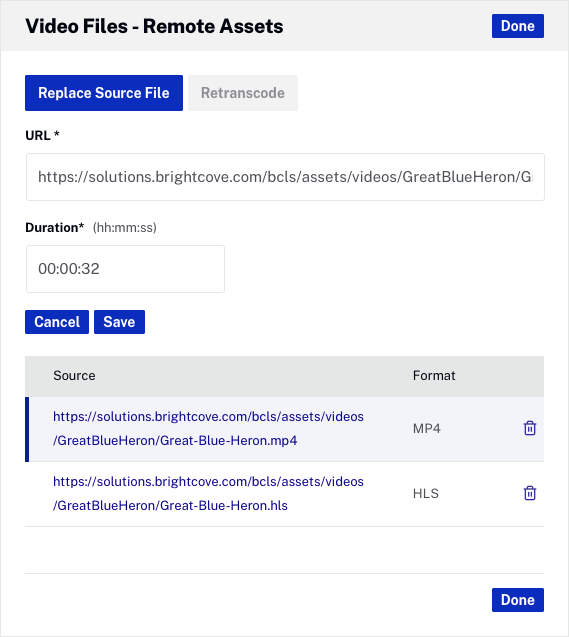 Video Files - Remote Assets
Done
Replace Source File
Retranscode
URL *
https://solutions.brightcove.com/bcls/assets/videos/GreatBlueHeron/G
Duration* (hh:mm:ss)
00:00:32
Cancel
Save
Source
Format
https://solutions.brightcove.com/bcls/assets/videos
/GreatBlueHeron/Great-Blue-Heron.mp4
MP4
https://solutions.brightcove.com/bcls/assets/videos
/GreatBlueHeron/Great-Blue-Heron.hls
HLS
Done